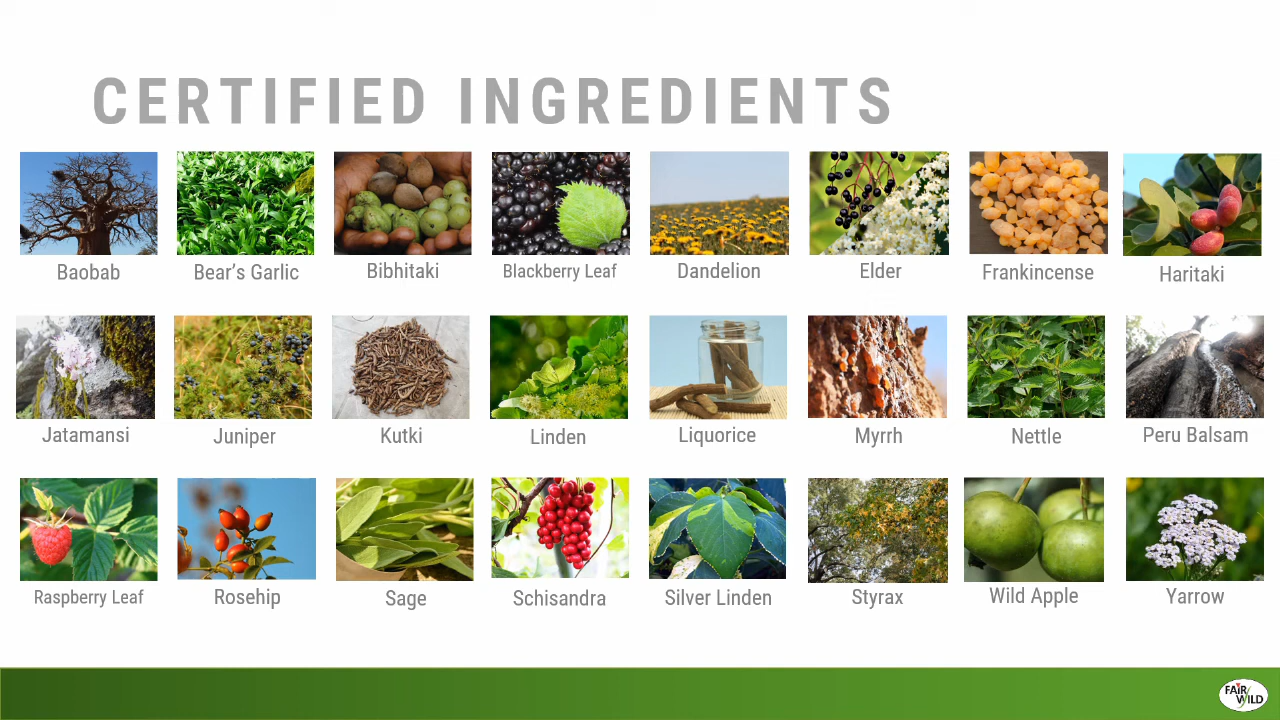 CERTIFIED INGREDIENTS
Baobab
Bear's Garlic
Bibhitaki
Blackberry Leaf
Dandelion
Elder
Frankincense
Haritaki
Jatamansi
Juniper
Kutki
Linden
Liquorice
Myrrh
Nettle
Peru Balsam
Raspberry Leaf
Rosehip
Sage
Schisandra
Silver Linden
Styrax
Wild Apple
Yarrow
FAIR
WILD